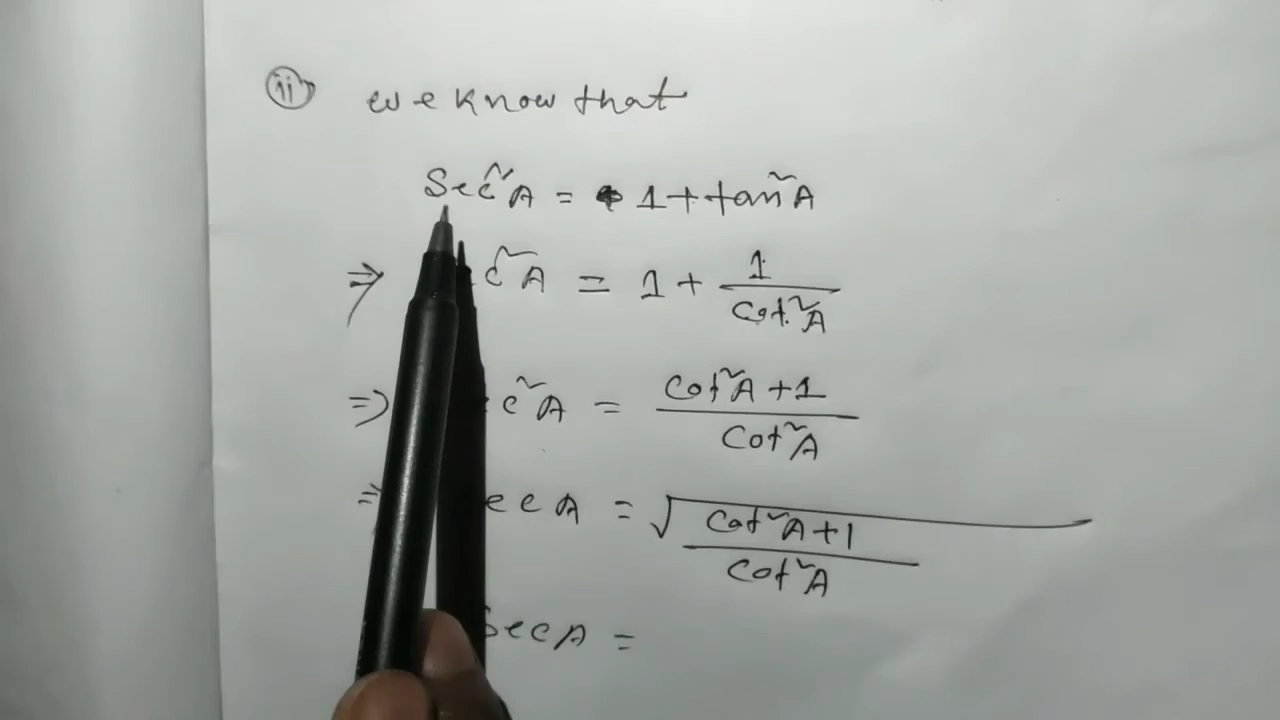 (ii) we know that
Sec²A = 1 + tan²A
⇒ c²A = 1 + 1/cot²A
⇒ c²A = (cot²A + 1)/cot²A
⇒ ecA = √((cot²A + 1)/cot²A)
SecA =